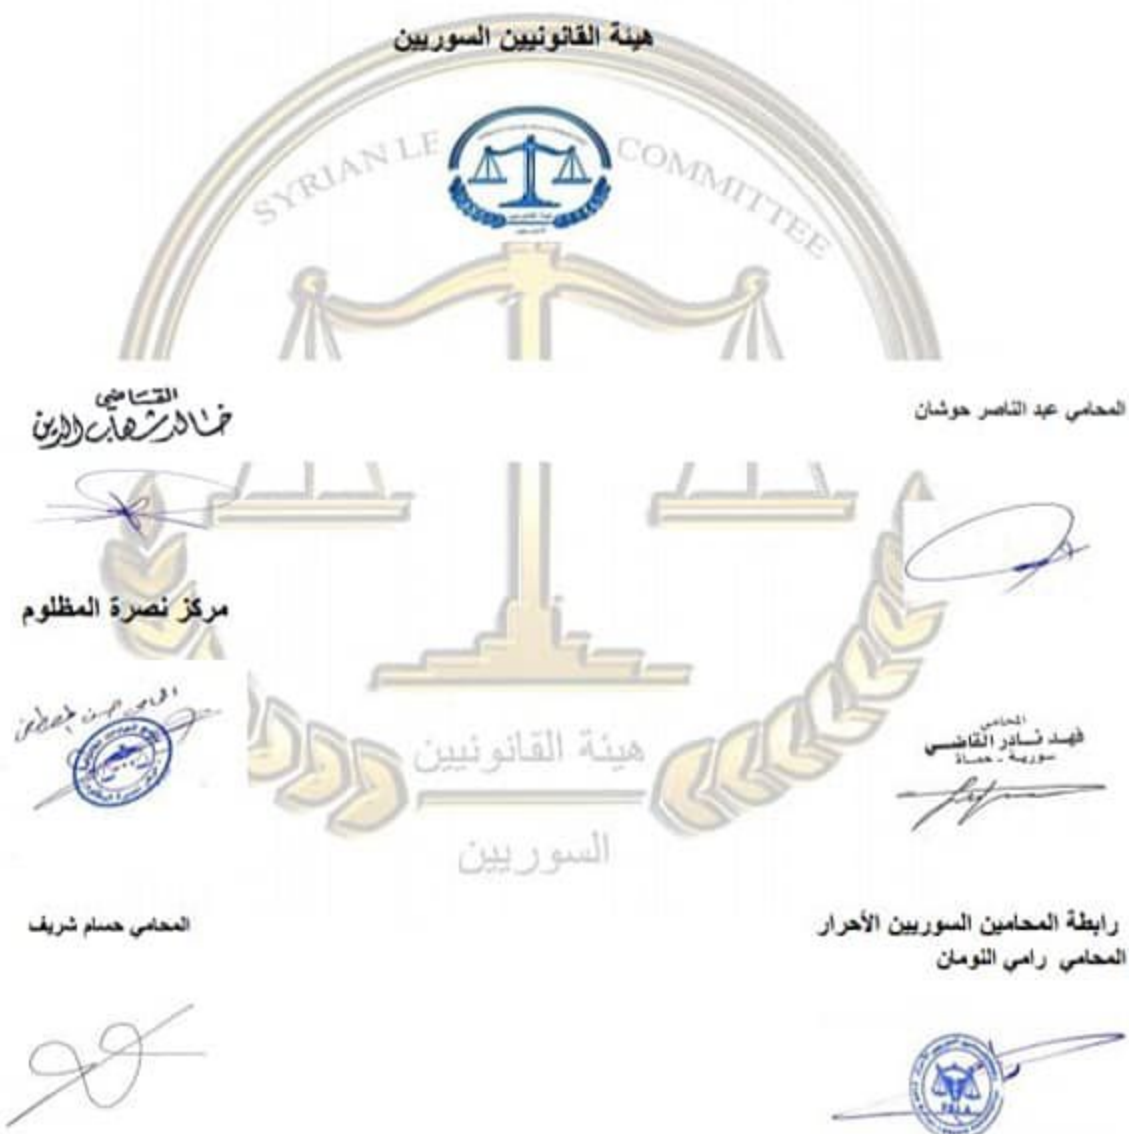 هيئة القانونيين السوريين
SYRIAN LE COMMITTEE
المحامي عبد الناصر حوشان
القاضي
خالد شهاب الدين
مركز نصرة المظلوم
المحامي
فهد نادر القاضي
سورية - حماة
هيئة القانونيين
السوريين
رابطة المحامين السوريين الأحرار
المحامي رامي النومان
المحامي حسام شريف